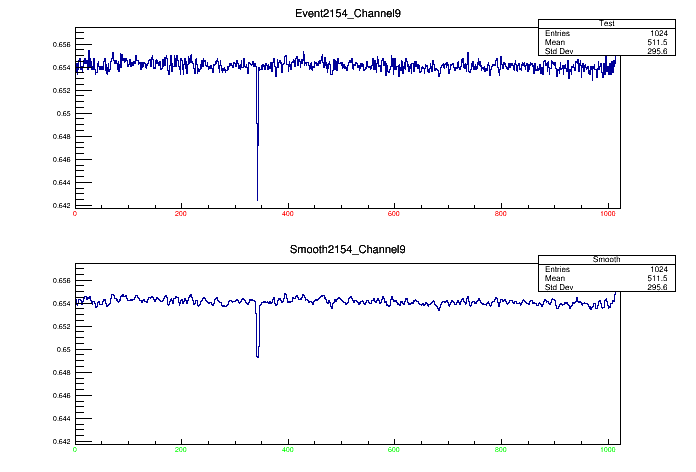 Event2154_Channel9
Test
Entries 1024
Mean 511.5
Std Dev 295.6
0.656
0.654
0.652
0.65
0.648
0.646
0.644
0.642
0 200 400 600 800 1000
Smooth2154_Channel9
Smooth
Entries 1024
Mean 511.5
Std Dev 295.6
0.656
0.654
0.652
0.65
0.648
0.646
0.644
0.642
0 200 400 600 800 1000